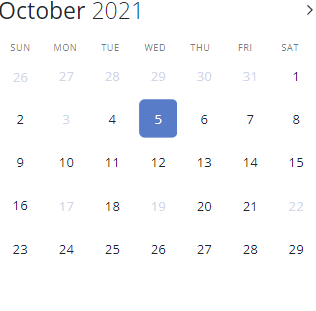 October 2021
SUN MON TUE WED THU FRI SAT
26 27 28 29 30 31 1
2 3 4 5 6 7 8
9 10 11 12 13 14 15
16 17 18 19 20 21 22
23 24 25 26 27 28 29